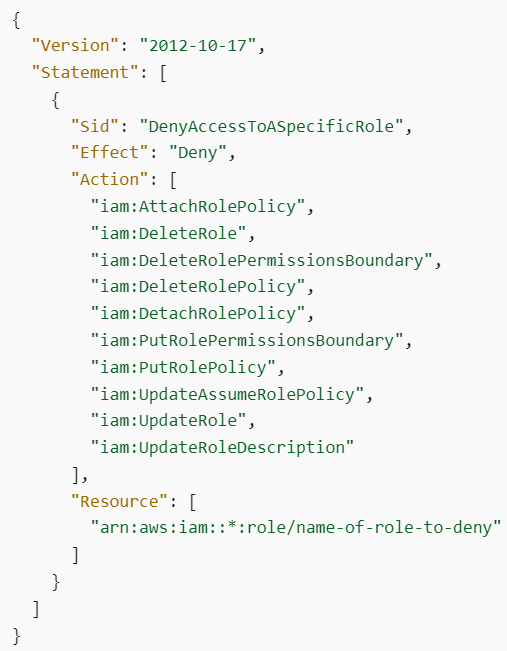 {
  "Version": "2012-10-17",
  "Statement": [
    {
      "Sid": "DenyAccessToASpecificRole",
      "Effect": "Deny",
      "Action": [
        "iam:AttachRolePolicy",
        "iam:DeleteRole",
        "iam:DeleteRolePermissionsBoundary",
        "iam:DeleteRolePolicy",
        "iam:DetachRolePolicy",
        "iam:PutRolePermissionsBoundary",
        "iam:PutRolePolicy",
        "iam:UpdateAssumeRolePolicy",
        "iam:UpdateRole",
        "iam:UpdateRoleDescription"
      ],
      "Resource": [
        "arn:aws:iam::*:role/name-of-role-to-deny"
      ]
    }
  ]
}